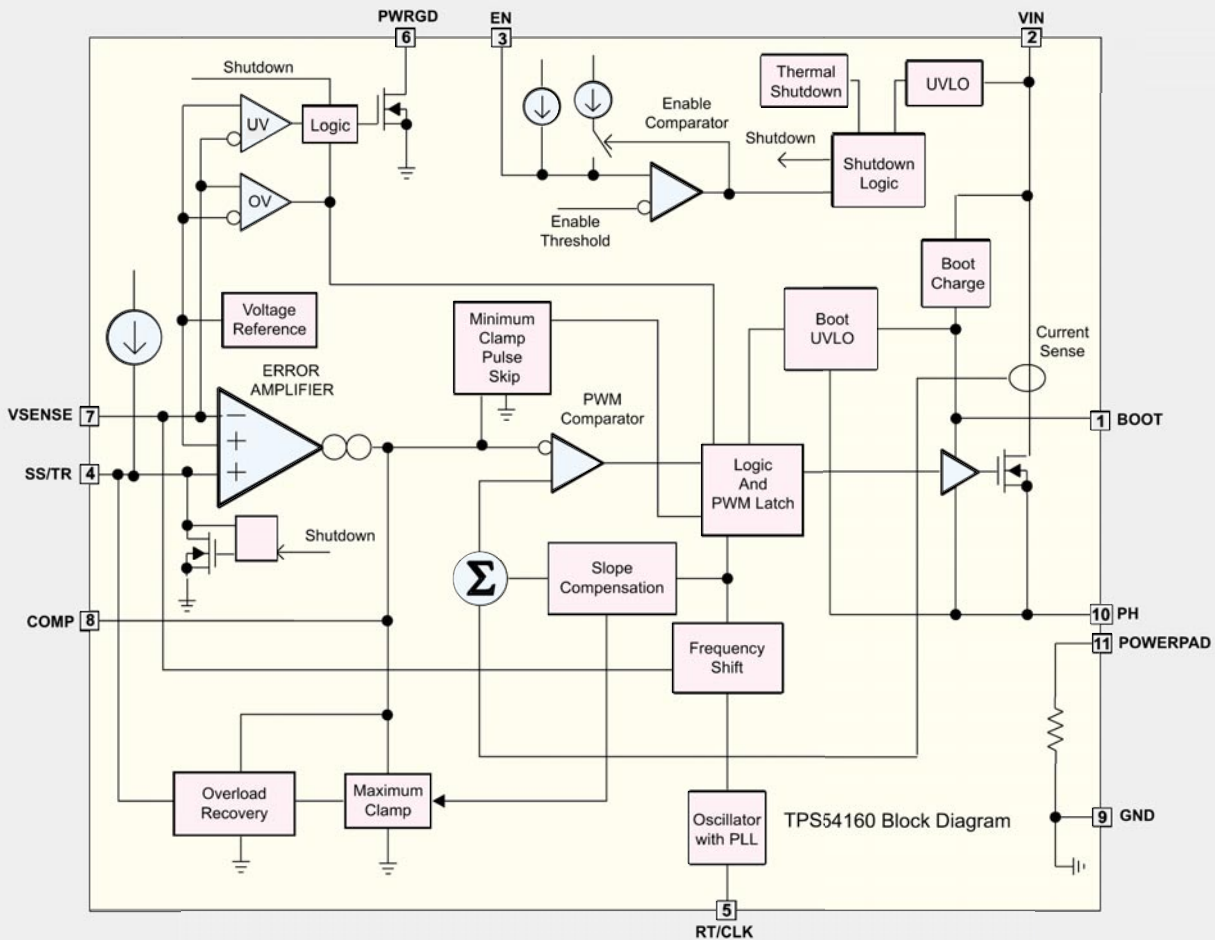 PWRGD
6
EN
3
VIN
2
Shutdown
UV
Logic
OV
Enable
Comparator
Enable
Threshold
Thermal
Shutdown
UVLO
Shutdown
Shutdown
Logic
Boot
Charge
Voltage
Reference
Minimum
Clamp
Pulse
Skip
Boot
UVLO
Current
Sense
ERROR
AMPLIFIER
PWM
Comparator
VSENSE 7
−
+
SS/TR 4
+
1 BOOT
Logic
And
PWM Latch
Shutdown
Σ
Slope
Compensation
COMP 8
10 PH
11 POWERPAD
Frequency
Shift
Overload
Recovery
Maximum
Clamp
Oscillator
with PLL
TPS54160 Block Diagram
9 GND
5
RT/CLK